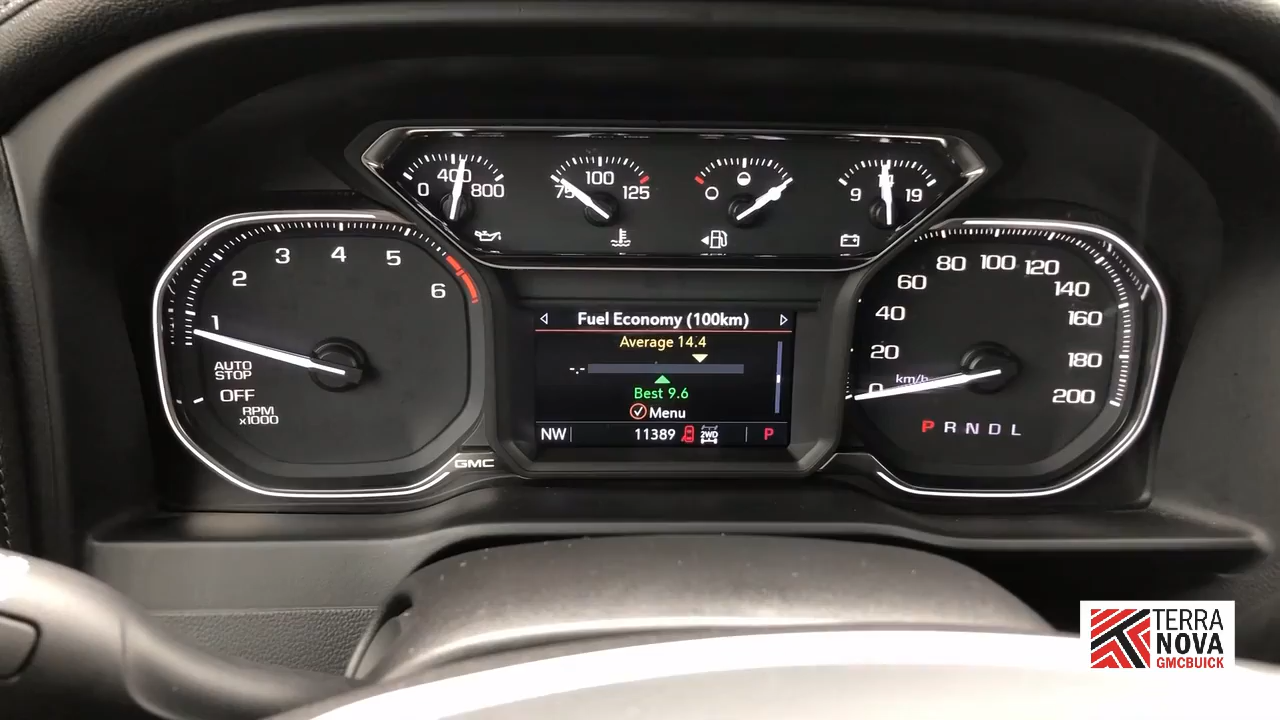 0 400 800
75 100 125
9 14 19
1 2 3 4 5 6
AUTO
STOP
OFF
RPM
x1000
GMC
Fuel Economy (100km)
Average 14.4
-.-
Best 9.6
Menu
NW 11389 2WD P
0 20 40 60 80 100 120 140 160 180 200
km/h
P R N D L
TERRA
NOVA
GMCBUICK